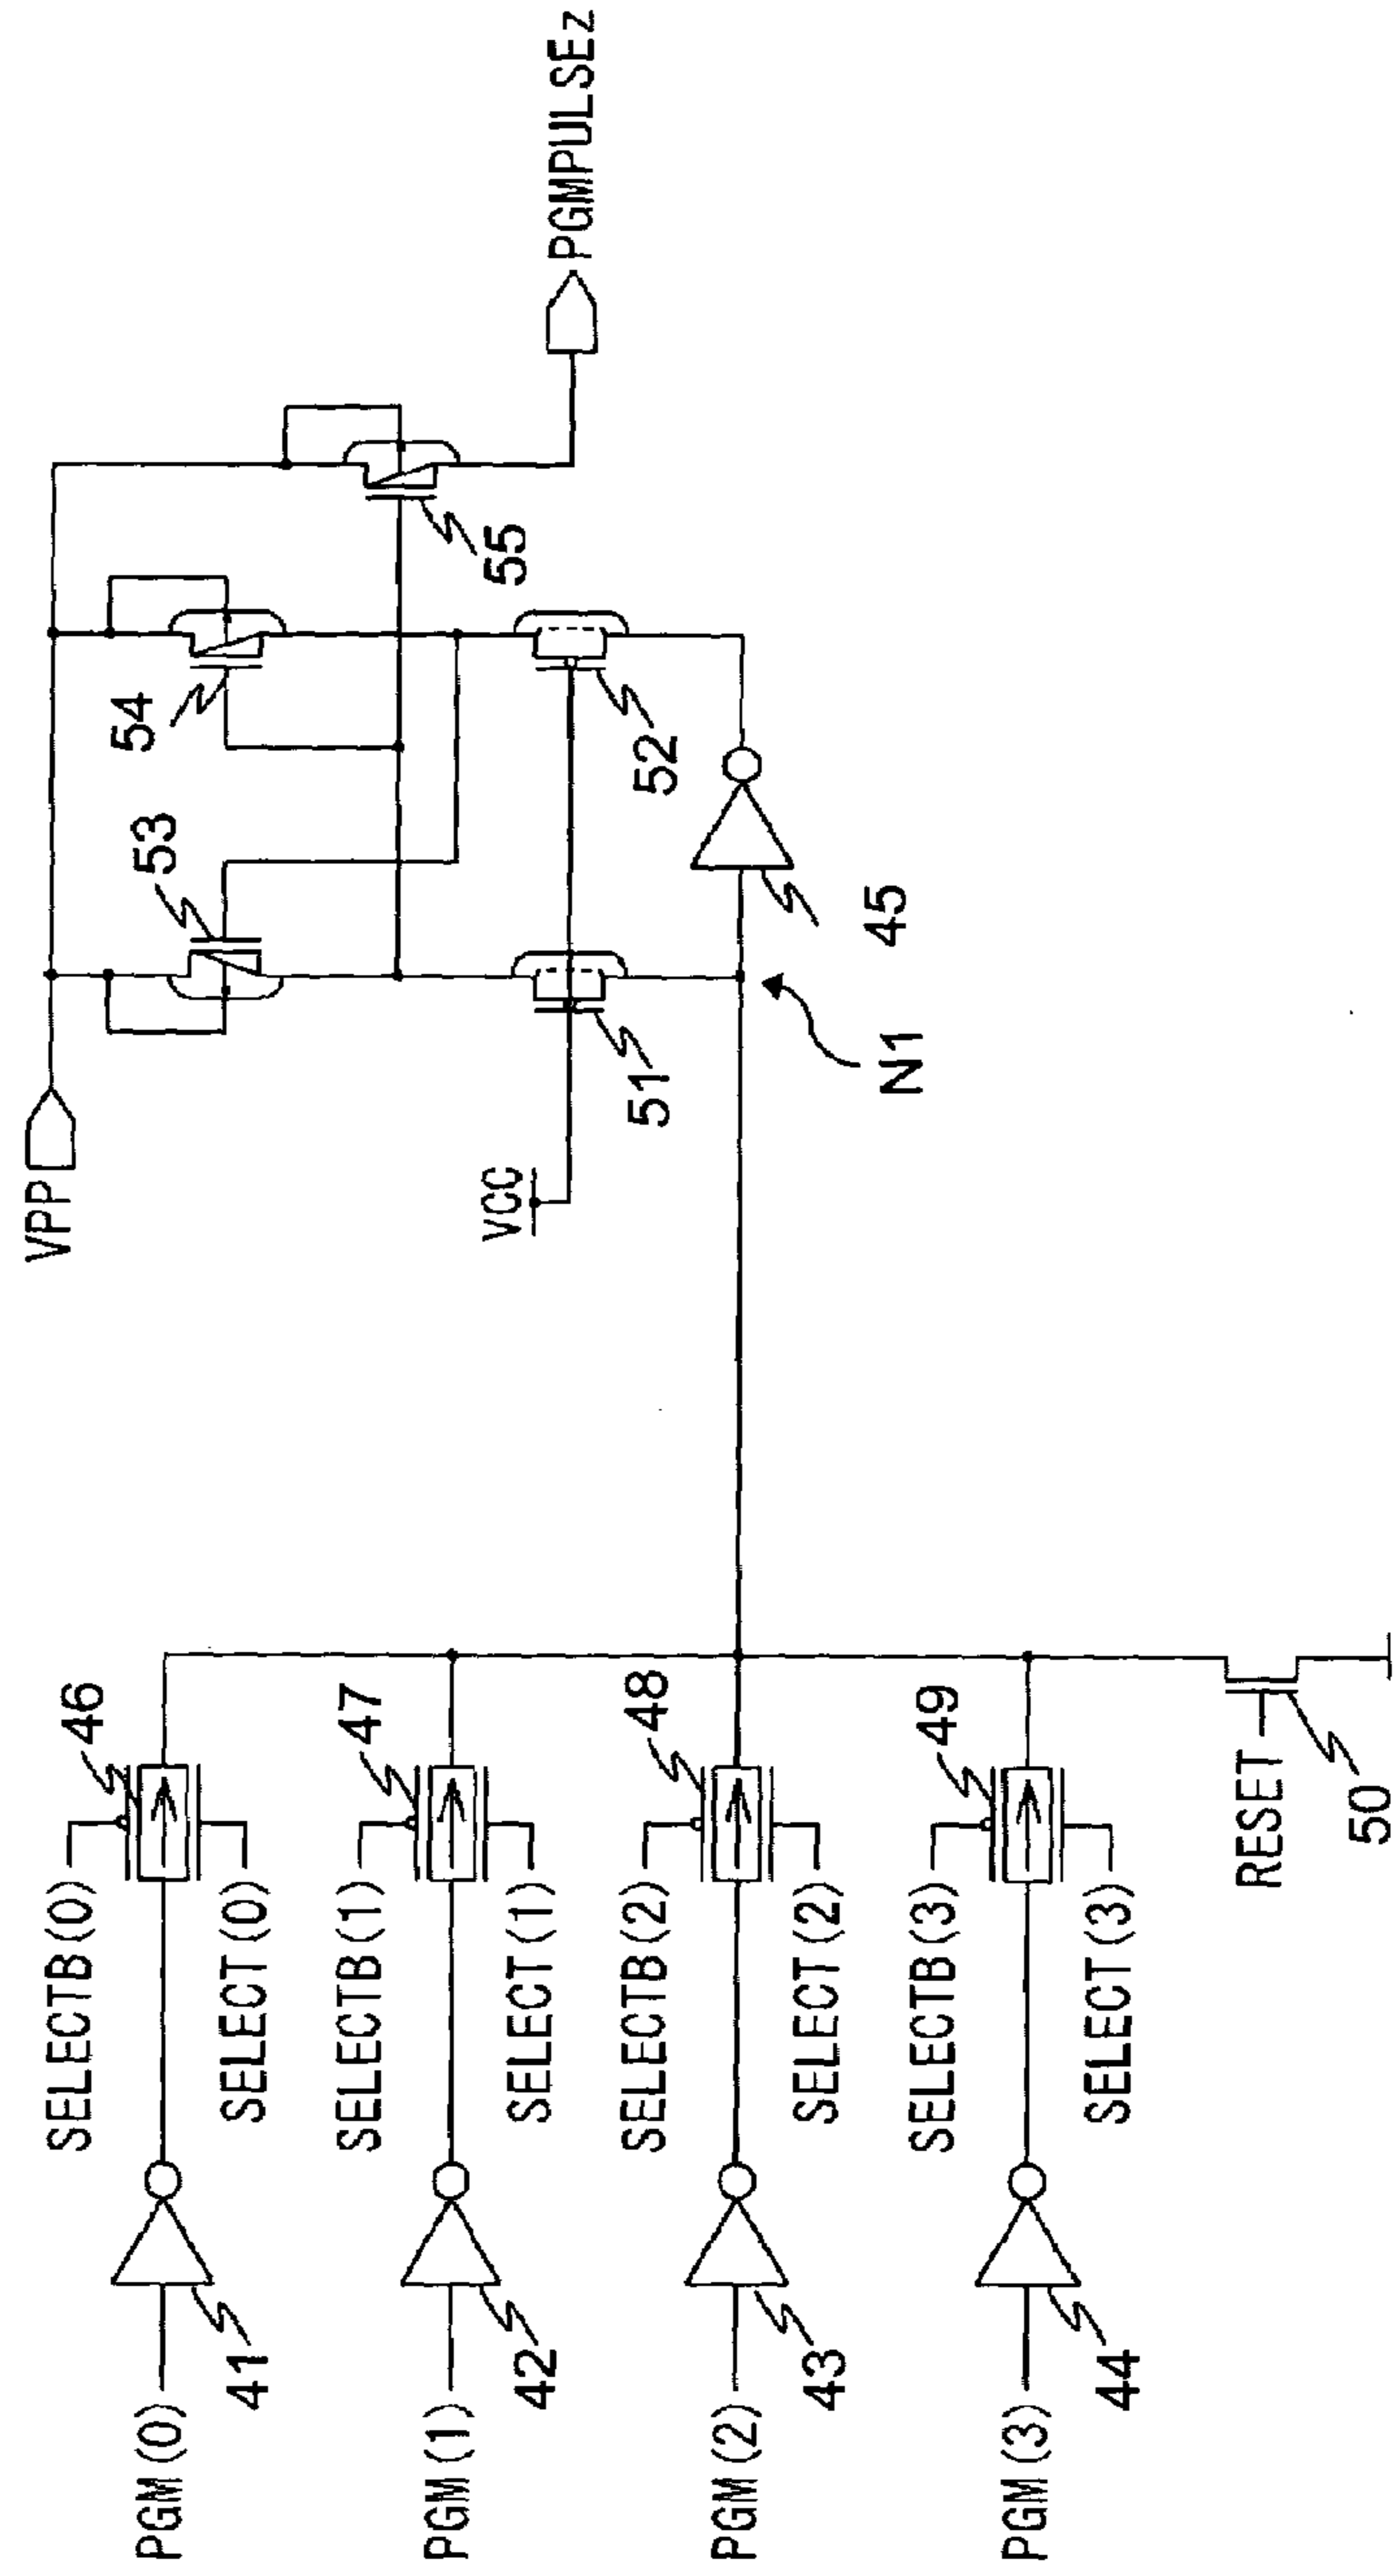 PGM(0)
41
SELECTB(0)
46
SELECT(0)
PGM(1)
42
SELECTB(1)
47
SELECT(1)
PGM(2)
43
SELECTB(2)
48
SELECT(2)
PGM(3)
44
SELECTB(3)
49
SELECT(3)
RESET
50
VPP
53
54
55
PGMPULSEz
VCC
51
52
N1
45